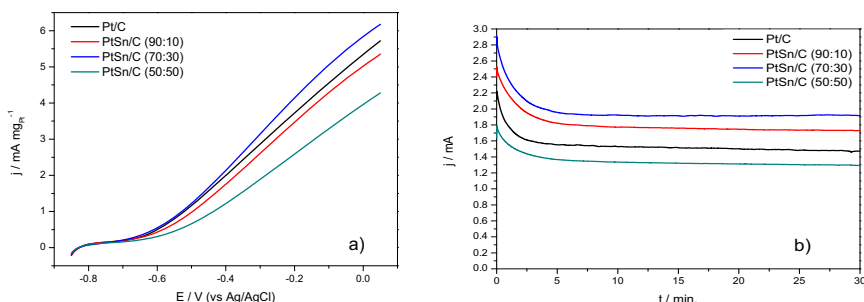 Pt/C
PtSn/C (90:10)
PtSn/C (70:30)
PtSn/C (50:50)
6
5
4
3
2
1
0
j / mA mg
Pt
-1
a)
-0.8
-0.6
-0.4
-0.2
0.0
E / V (vs Ag/AgCl)
3.0
2.8
2.6
2.4
2.2
2.0
1.8
1.6
1.4
1.2
1.0
0.8
0.6
0.4
0.2
0.0
j / mA
Pt/C
PtSn/C (90:10)
PtSn/C (70:30)
PtSn/C (50:50)
b)
0
5
10
15
20
25
30
t / min.